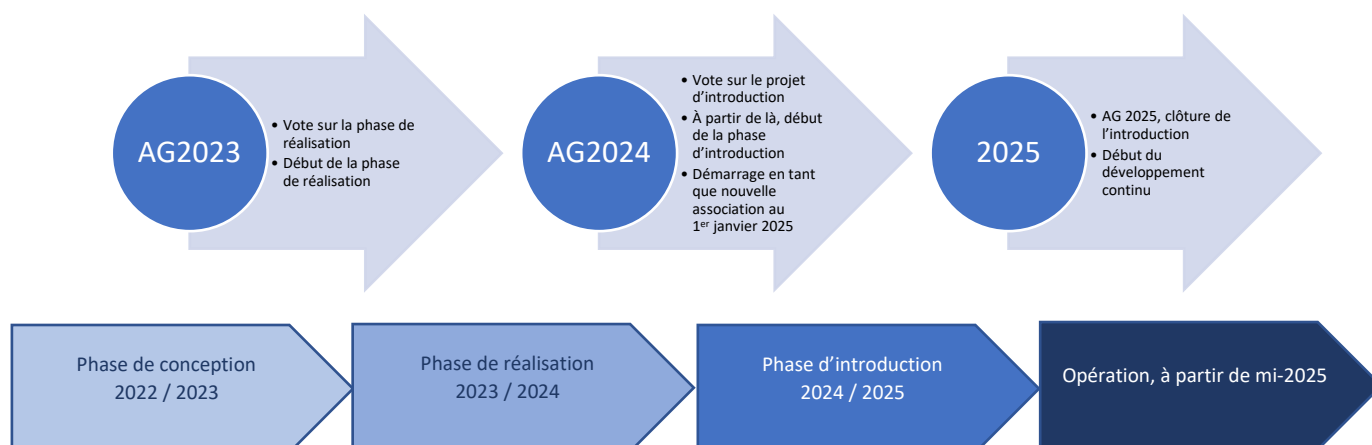 AG2023
• Vote sur la phase de
réalisation
• Début de la phase
de réalisation
AG2024
• Vote sur le projet
d’introduction
• À partir de là, début
de la phase
d’introduction
• Démarrage en tant
que nouvelle
association au
1er janvier 2025
2025
• AG 2025, clôture de
l’introduction
• Début du
développement
continu
Phase de conception
2022 / 2023
Phase de réalisation
2023 / 2024
Phase d’introduction
2024 / 2025
Opération, à partir de mi-2025